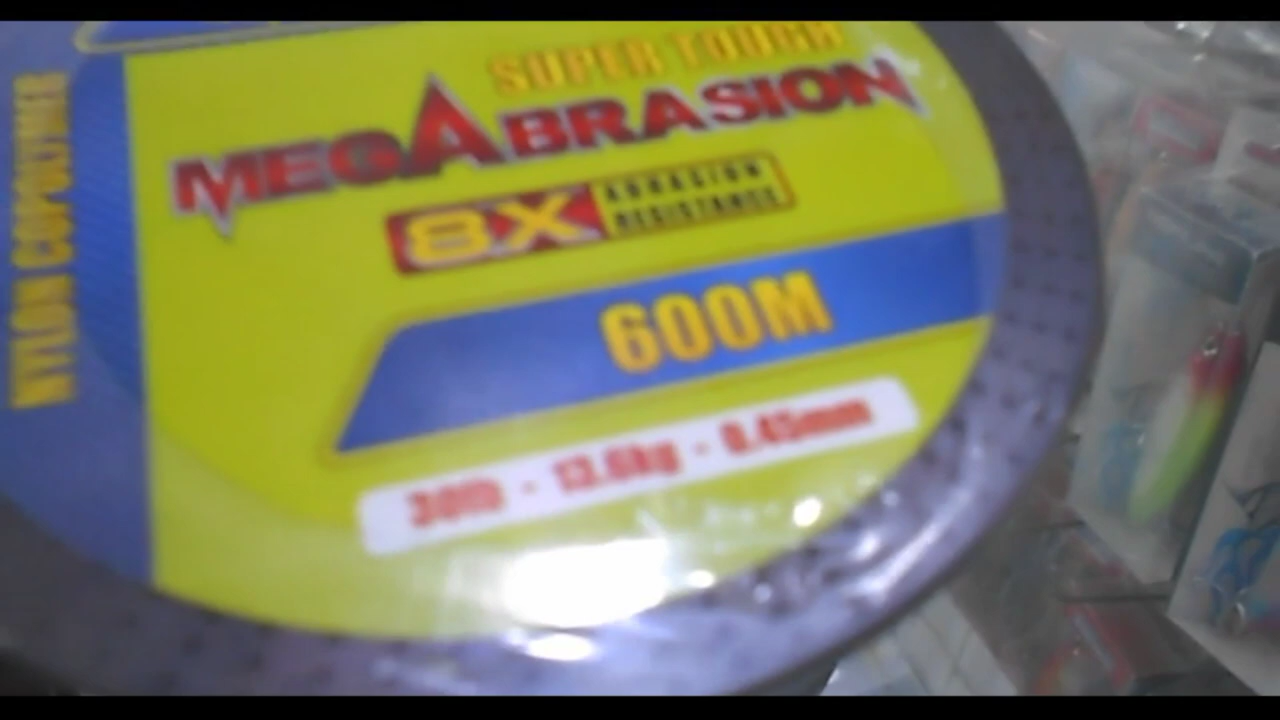 SUPER TOUGH
MEGABRASION
8X ABRASION
RESISTANCE
600M
30lb - 13.6kg - 0.45mm
NYLON COPOLYMER